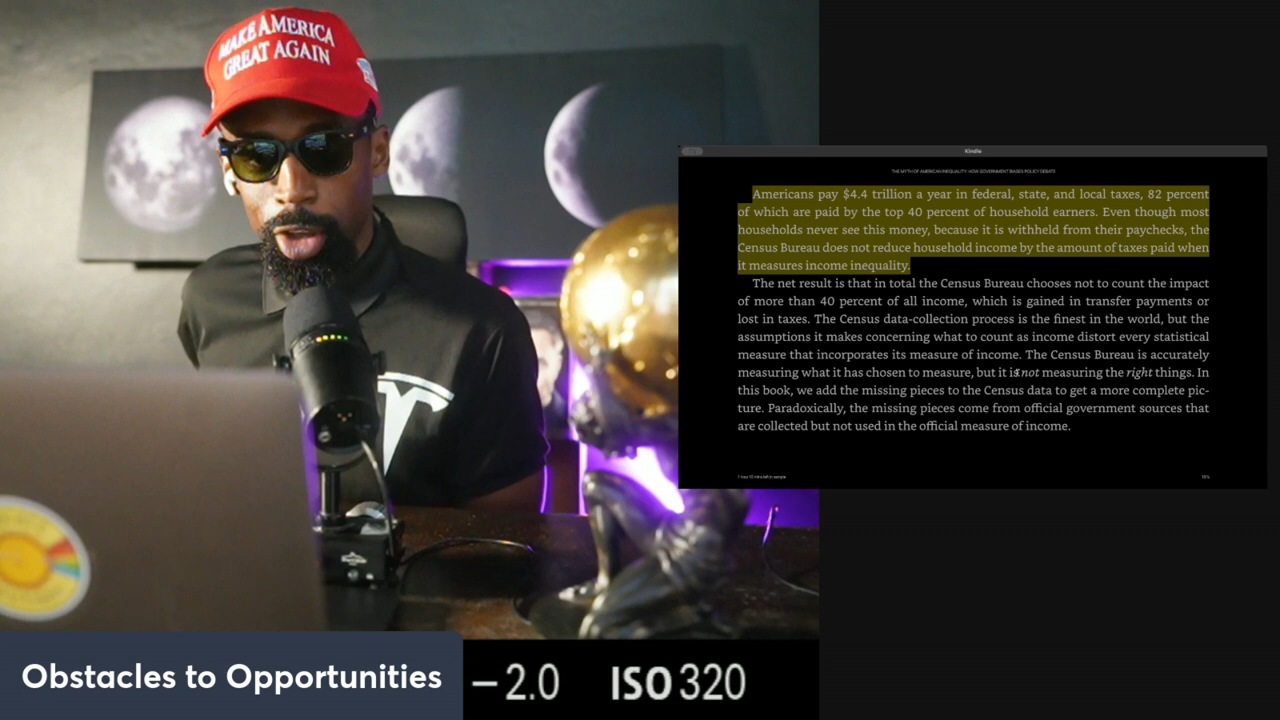 MAKE AMERICA
GREAT AGAIN
Kindle
THE MYTH OF AMERICAN INEQUALITY: HOW GOVERNMENT BIASES POLICY DEBATE
Americans pay $4.4 trillion a year in federal, state, and local taxes, 82 percent
of which are paid by the top 40 percent of household earners. Even though most
households never see this money, because it is withheld from their paychecks, the
Census Bureau does not reduce household income by the amount of taxes paid when
it measures income inequality.
The net result is that in total the Census Bureau chooses not to count the impact
of more than 40 percent of all income, which is gained in transfer payments or
lost in taxes. The Census data-collection process is the finest in the world, but the
assumptions it makes concerning what to count as income distort every statistical
measure that incorporates its measure of income. The Census Bureau is accurately
measuring what it has chosen to measure, but it is not measuring the right things. In
this book, we add the missing pieces to the Census data to get a more complete pic-
ture. Paradoxically, the missing pieces come from official government sources that
are collected but not used in the official measure of income.
Obstacles to Opportunities
–2.0 ISO 320